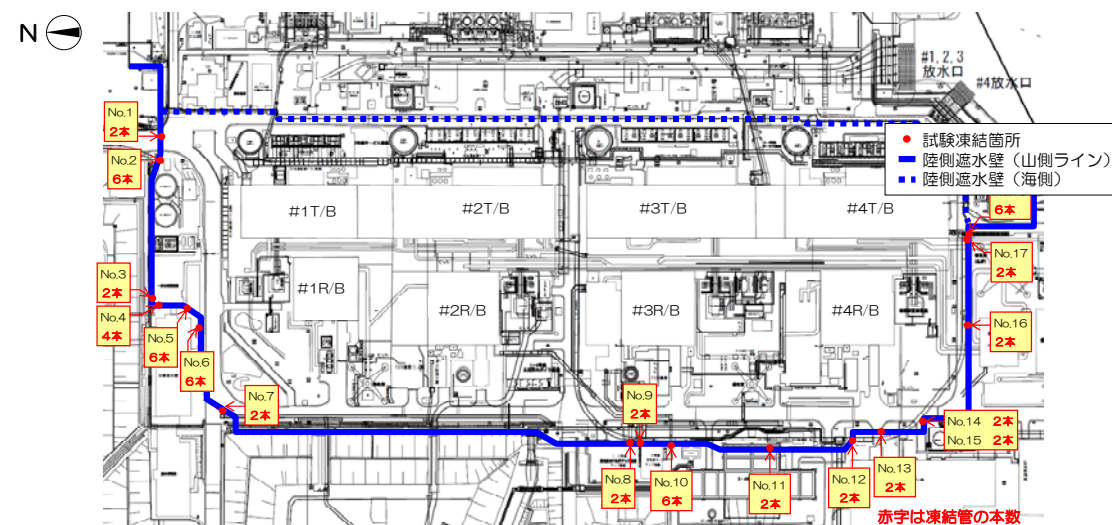 N
#1, 2, 3
放水口
#4放水口
No.1
2本
No.2
6本
試験凍結箇所
陸側遮水壁（山側ライン）
陸側遮水壁（海側）
#1T/B
#2T/B
#3T/B
#4T/B
6本
No.17
2本
No.3
2本
No.4
4本
No.5
6本
No.6
6本
#1R/B
#2R/B
#3R/B
#4R/B
No.16
2本
No.7
2本
No.9
2本
No.14 2本
No.15 2本
No.8
2本
No.10
6本
No.11
2本
No.12
2本
No.13
2本
赤字は凍結管の本数